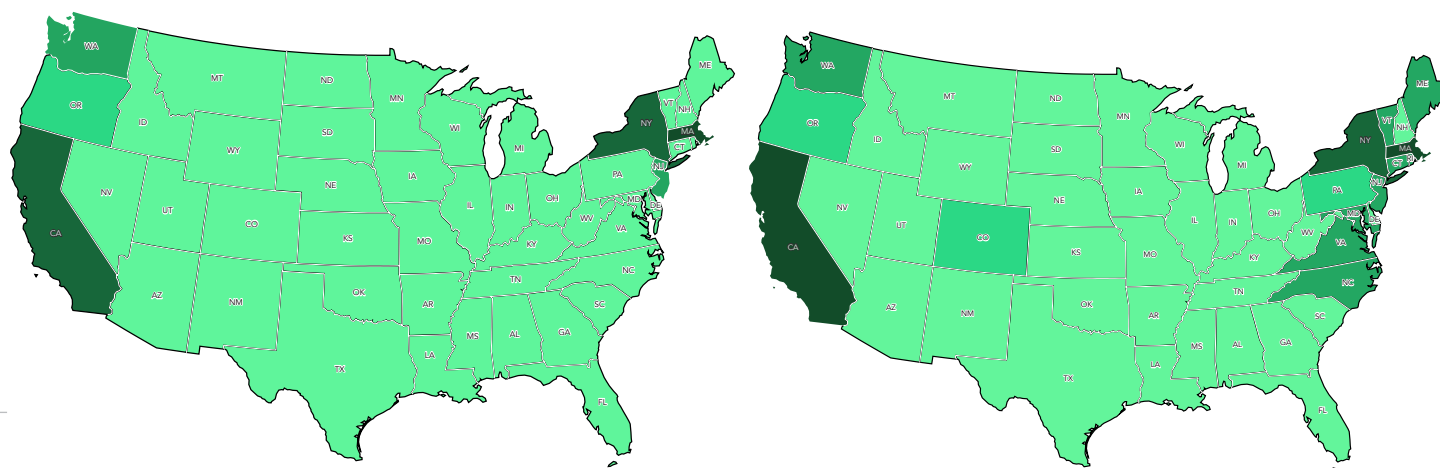 WA
MT
ND
MN
ME
OR
ID
SD
WI
MI
VT
NH
NY
MA
CT
WY
NE
IA
PA
NJ
NV
UT
CO
KS
MO
IL
IN
OH
WV
MD
DE
VA
CA
KY
AZ
NM
OK
AR
TN
NC
SC
MS
AL
GA
LA
TX
FL
WA
MT
ND
MN
ME
OR
ID
SD
WI
MI
VT
NH
NY
MA
CT
RI
WY
NE
IA
PA
NJ
NV
UT
CO
KS
MO
IL
IN
OH
WV
MD
DE
VA
CA
KY
AZ
NM
OK
AR
TN
NC
SC
MS
AL
GA
LA
TX
FL